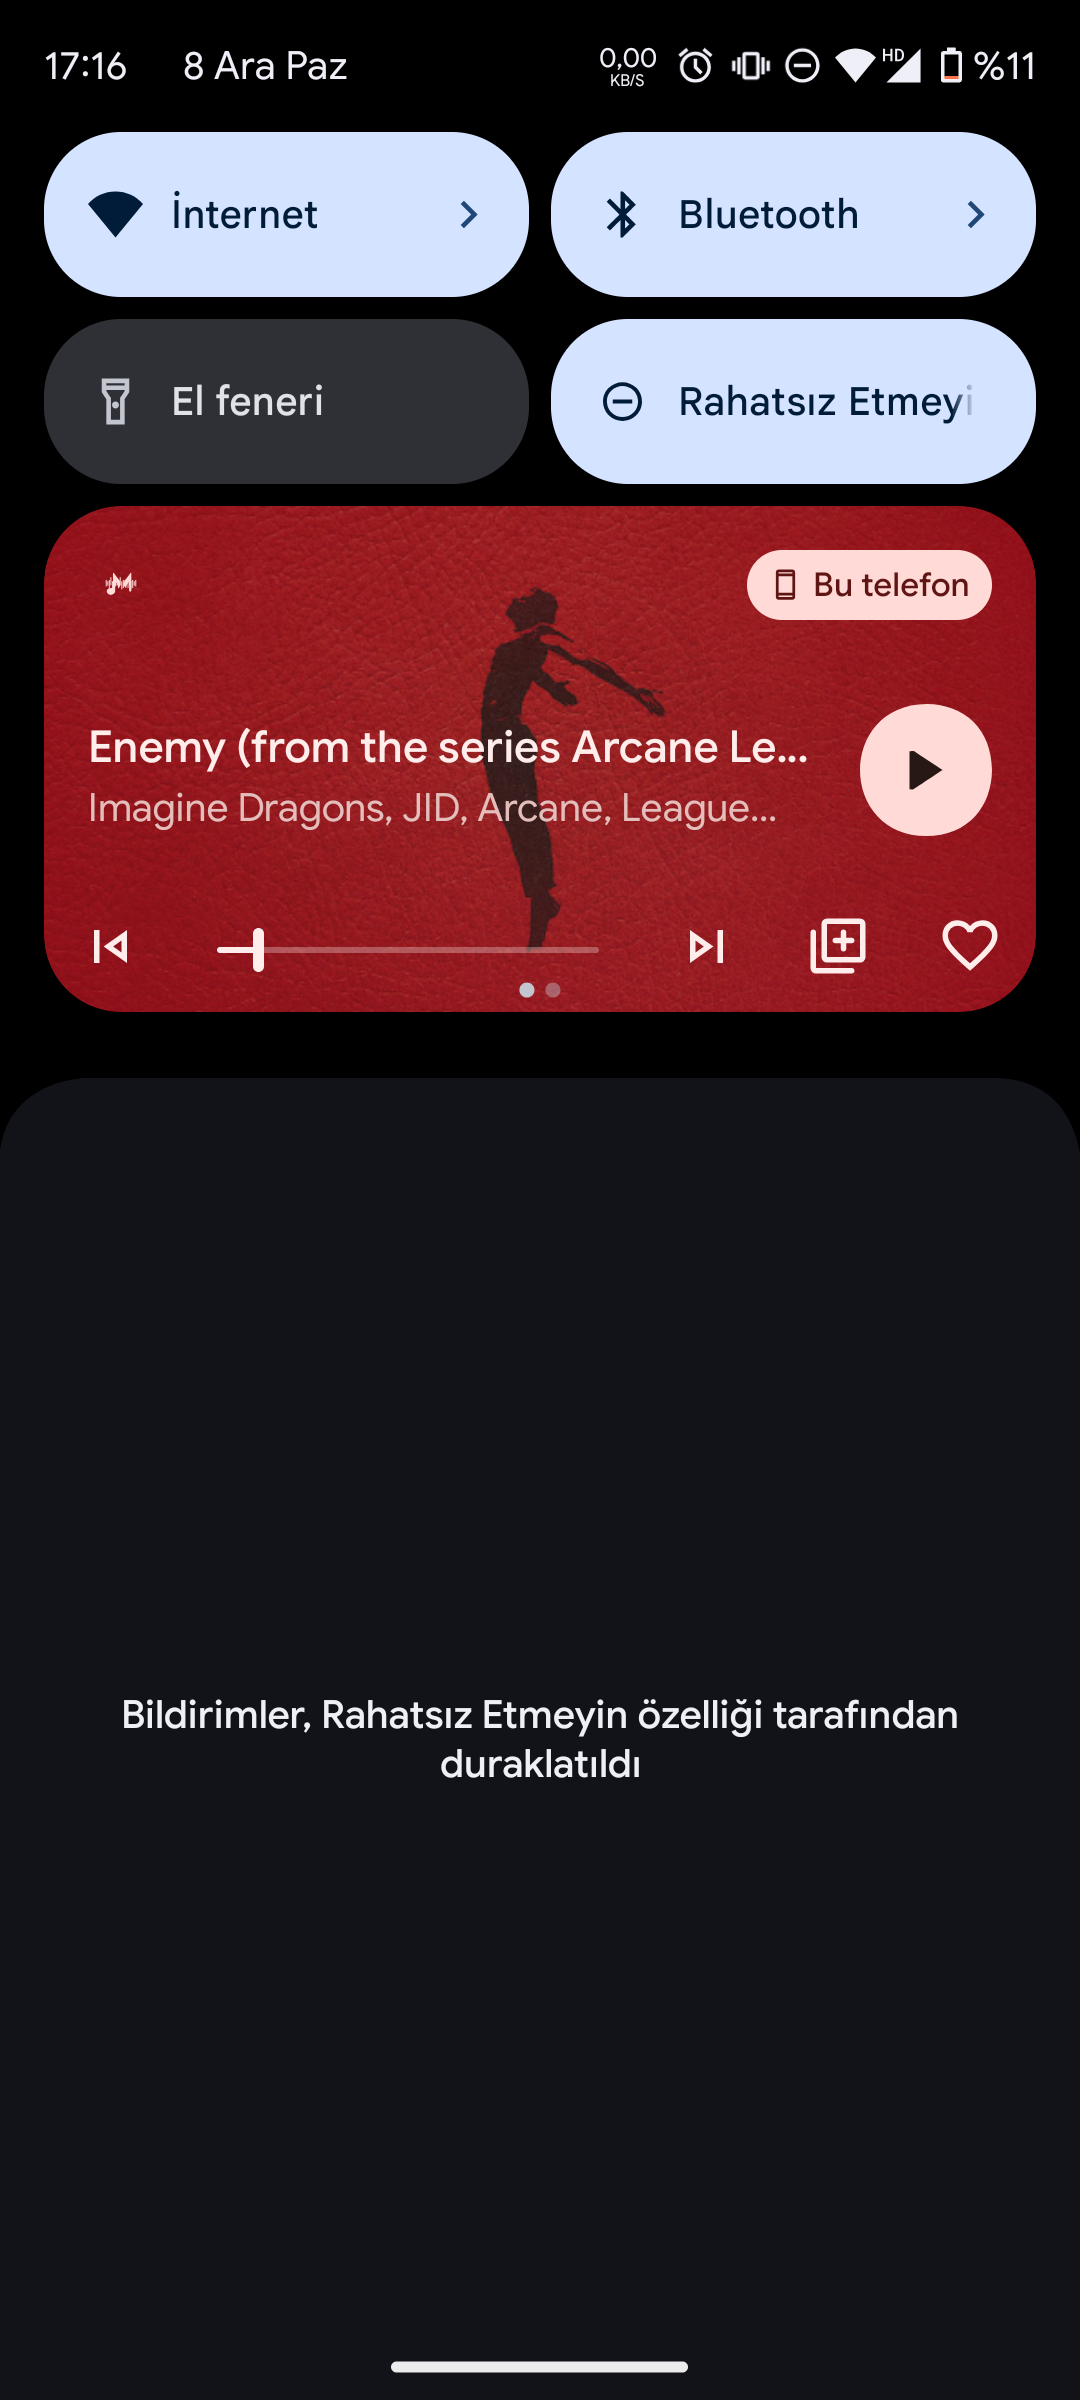 17:16 8 Ara Paz 0,00 KB/S HD %11
İnternet
Bluetooth
El feneri
Rahatsız Etmeyi
Bu telefon
Enemy (from the series Arcane Le...
Imagine Dragons, JID, Arcane, League...
Bildirimler, Rahatsız Etmeyin özelliği tarafından
duraklatıldı